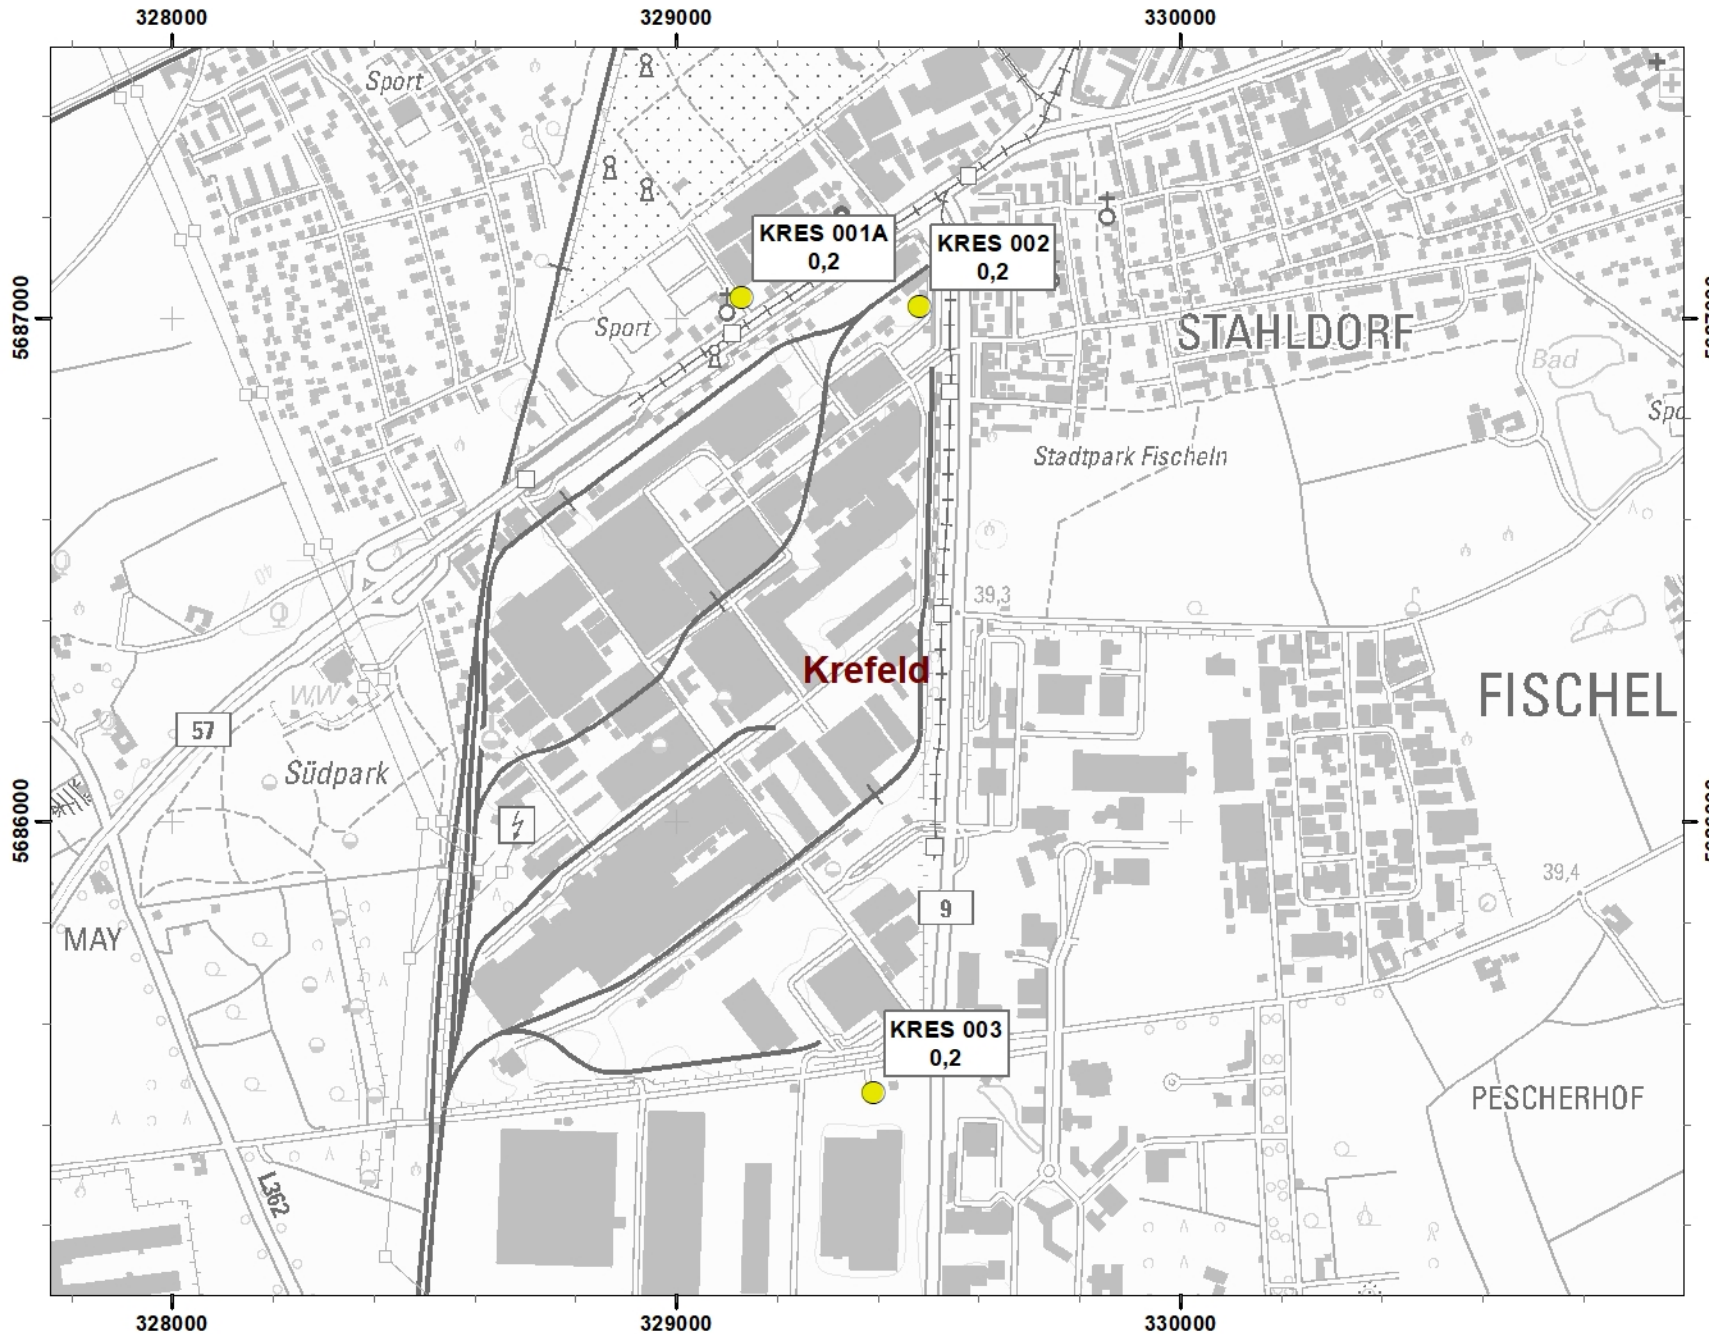 328000
329000
330000
Sport
KRES 001A
0,2
KRES 002
0,2
5687000
Sport
STAHLDORF
Bad
Stadtpark Fischeln
40
39,3
Krefeld
WW
57
FISCHEL
Südpark
5686000
39,4
9
MAY
KRES 003
0,2
PESCHERHOF
L362
328000
329000
330000